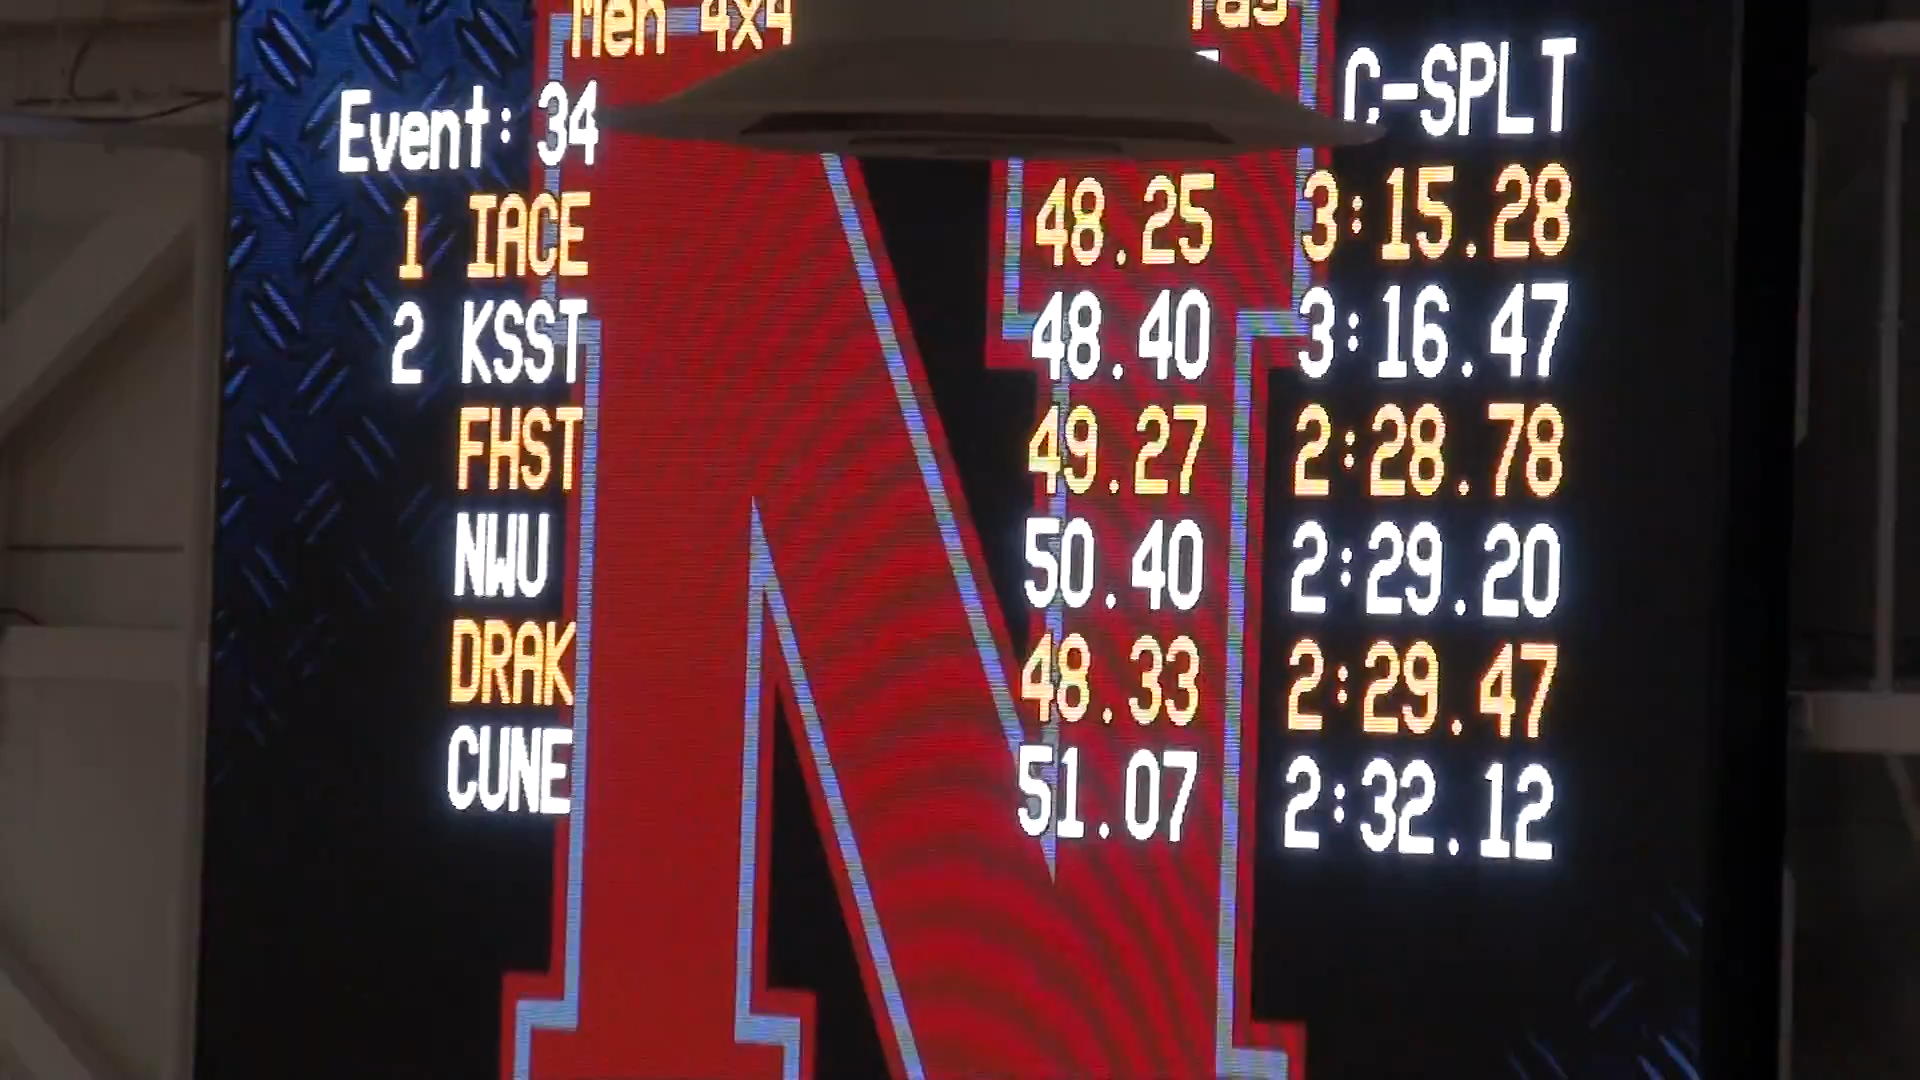 Men 4x4
Event: 34 C-SPLT
1 IACE 48.25 3:15.28
2 KSST 48.40 3:16.47
FHST 49.27 2:28.78
NWU 50.40 2:29.20
DRAK 48.33 2:29.47
CUNE 51.07 2:32.12
N